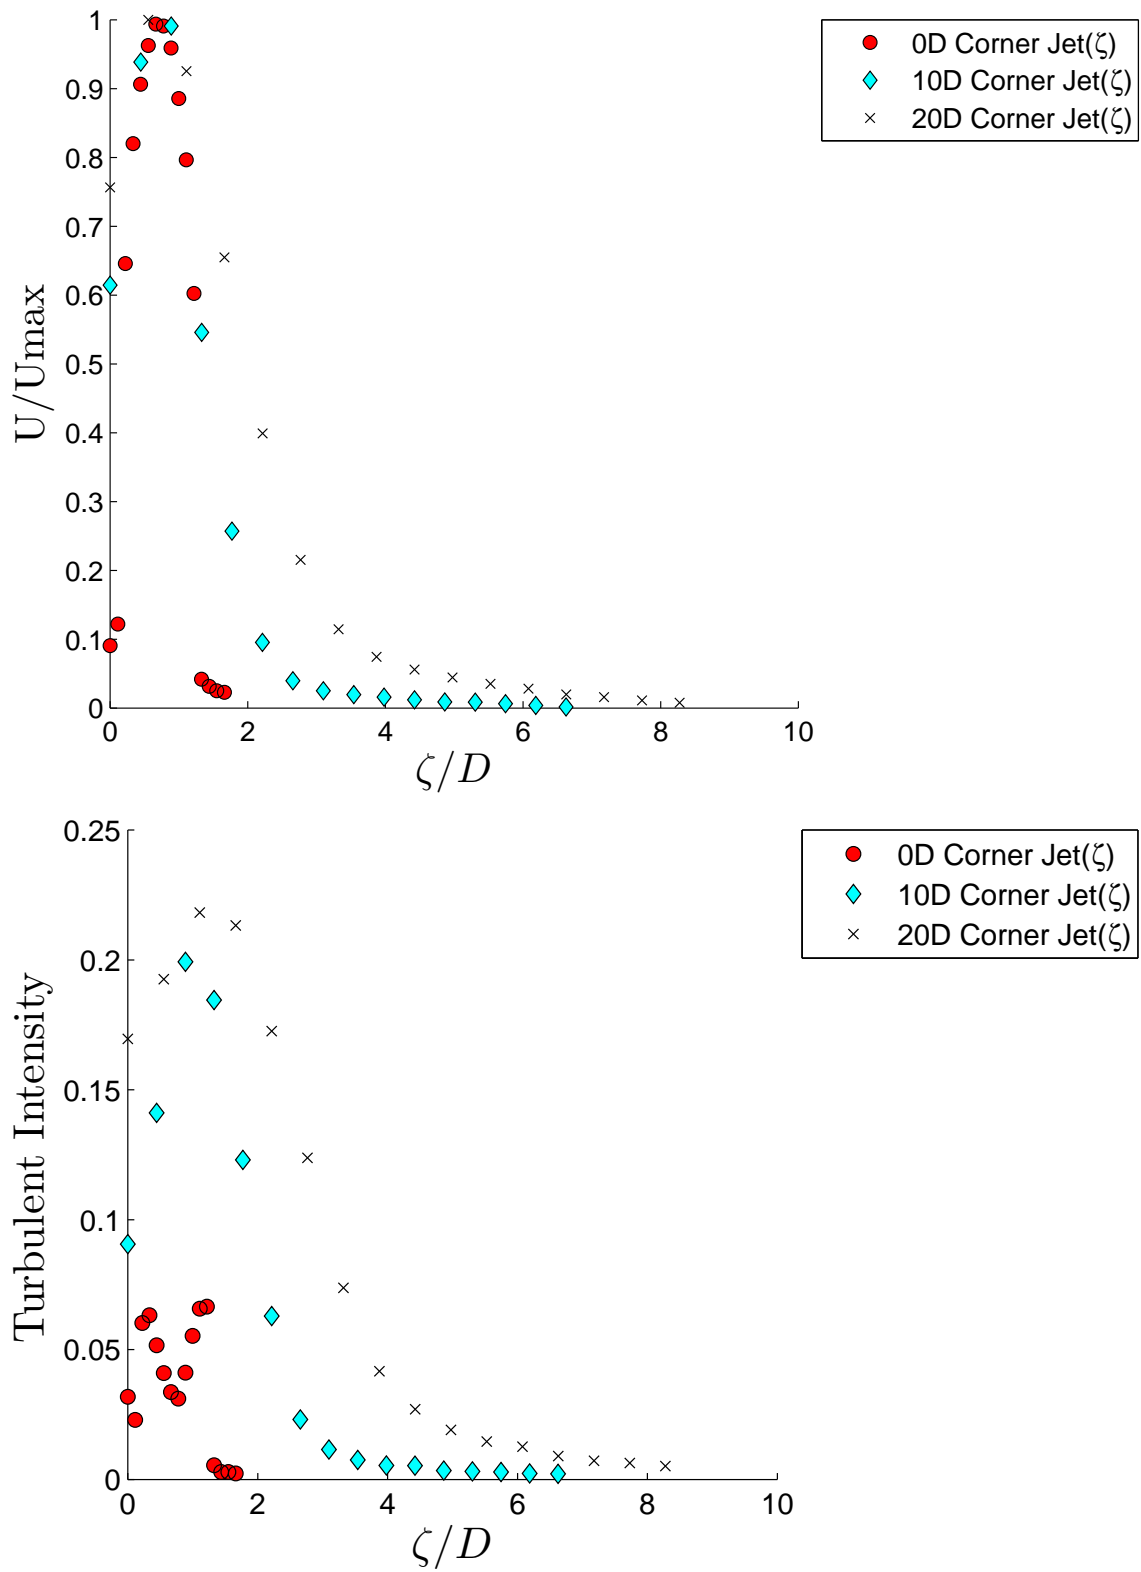 1
0.9
0.8
0.7
0.6
0.5
0.4
0.3
0.2
0.1
0
U/Umax
0 2 4 6 8 10
ζ/D
0D Corner Jet(ζ)
10D Corner Jet(ζ)
20D Corner Jet(ζ)
0.25
0.2
0.15
0.1
0.05
0
Turbulent Intensity
0 2 4 6 8 10
ζ/D
0D Corner Jet(ζ)
10D Corner Jet(ζ)
20D Corner Jet(ζ)